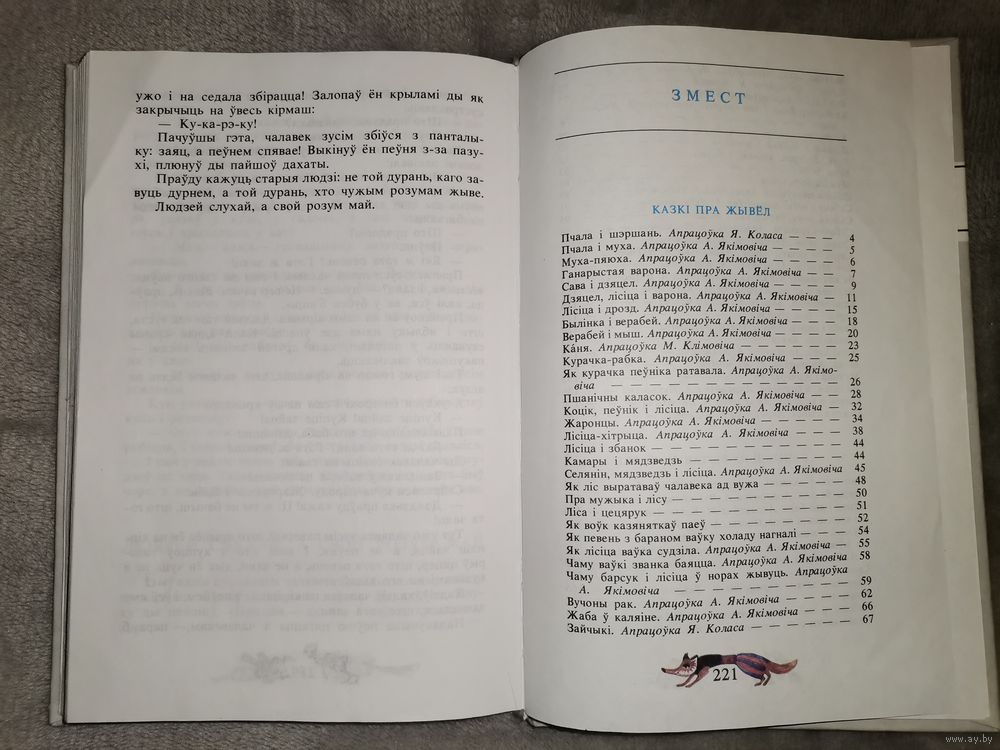 ужо і на седала збірацца! Залопаў ён крыламі ды як
закрычыць на ўвесь кірмаш:
— Ку-ка-рэ-ку!
Пачуўшы гэта, чалавек зусім збіўся з панталы-
ку: заяц, а пеўнем спявае! Выкінуў ён пеўня з-за пазу-
хі, плюнуў ды пайшоў дахаты.
Праўду кажуць старыя людзі: не той дурань, каго за-
вуць дурнем, а той дурань, хто чужым розумам жыве.
Людзей слухай, а свой розум май.
ЗМЕСТ
КАЗКІ ПРА ЖЫВЁЛ
Пчала і шэршань. Апрацоўка Я. Коласа — — — 4
Пчала і муха. Апрацоўка А. Якімовіча — — — 5
Муха-пяюха. Апрацоўка А. Якімовіча — — — 6
Ганарыстая варона. Апрацоўка А. Якімовіча — — 7
Сава і дзяцел. Апрацоўка А. Якімовіча — — — 9
Дзяцел, лісіца і варона. Апрацоўка А. Якімовіча — 11
Лісіца і дрозд. Апрацоўка А. Якімовіча — — — 15
Былінка і верабей. Апрацоўка А. Якімовіча — — — 18
Верабей і мыш. Апрацоўка А. Якімовіча — — — 20
Ка́ня. Апрацоўка М. Клімовіча — — — — 23
Курачка-рабка. Апрацоўка А. Якімовіча — — — 25
Як курачка пеўніка ратавала. Апрацоўка А. Якімо-
віча — — — — — — — — — — — 26
Пшанічны каласок. Апрацоўка А. Якімовіча — — 28
Коцік, пеўнік і лісіца. Апрацоўка А. Якімовіча — 32
Жаронцы. Апрацоўка А. Якімовіча — — — — 34
Лісіца-хітрыца. Апрацоўка А. Якімовіча — — — 38
Лісіца і збанок — — — — — — — — — 44
Камары і мядзведзь — — — — — — — — 44
Селянін, мядзведзь і лісіца. Апрацоўка А. Якімовіча 45
Як ліс выратаваў чалавека ад вужа — — — — 48
Пра мужыка і лісу — — — — — — — — 50
Ліса і цецярук — — — — — — — — — 51
Як воўк казяняткаў паеў — — — — — — — 52
Як певень з бараном ваўку холаду нагналі — — — 54
Як лісіца ваўка судзіла. Апрацоўка А. Якімовіча — 55
Чаму ваўкі званка баяцца. Апрацоўка А. Якімовіча 58
Чаму барсук і лісіца ў норах жывуць. Апрацоўка
А. Якімовіча — — — — — — — — — 59
Вучоны рак. Апрацоўка А. Якімовіча — — — — 62
Жаба ў каляіне. Апрацоўка А. Якімовіча — — — 66
Зайчыкі. Апрацоўка Я. Коласа — — — — — 67
221
www.ay.by